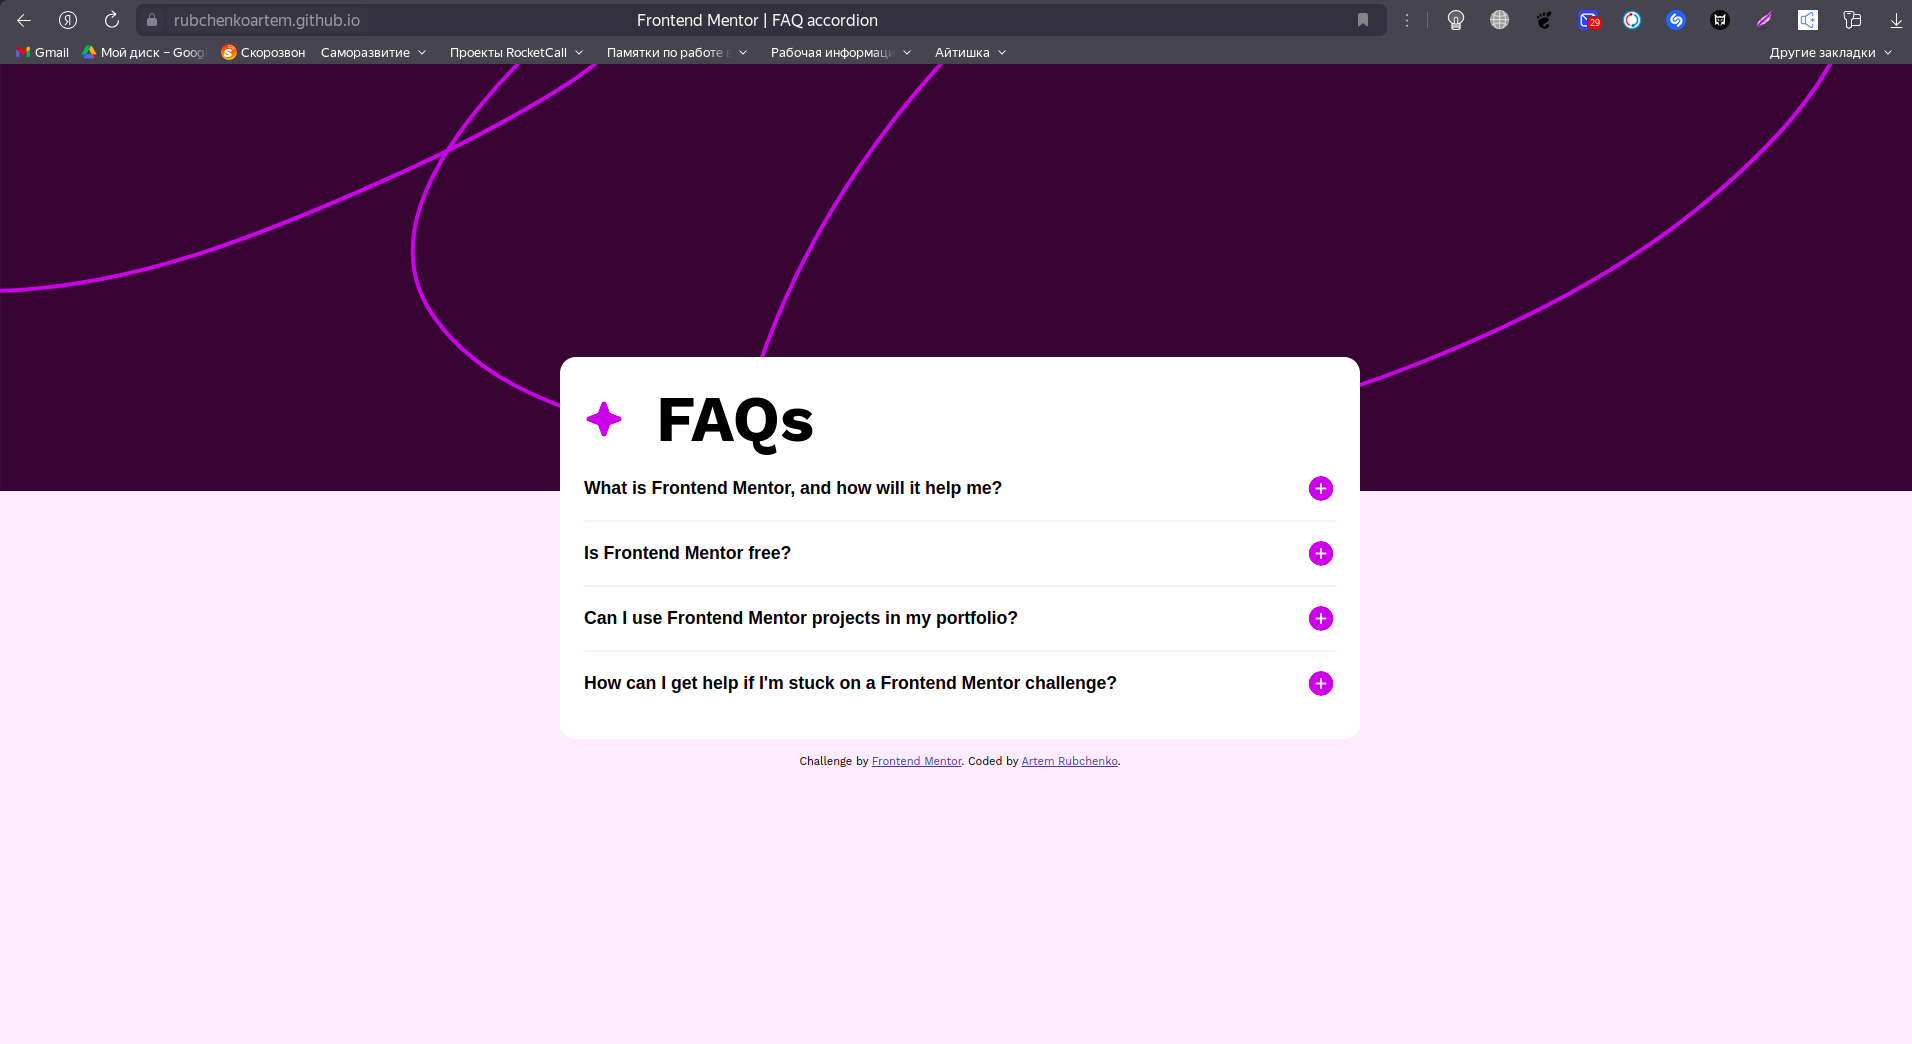 rubchenkoartem.github.io Frontend Mentor | FAQ accordion 29
Gmail Мой диск – Goog Скорозвон Саморазвитие Проекты RocketCall Памятки по работе Рабочая информац Айтишка Другие закладки
FAQs
What is Frontend Mentor, and how will it help me?
Is Frontend Mentor free?
Can I use Frontend Mentor projects in my portfolio?
How can I get help if I'm stuck on a Frontend Mentor challenge?
Challenge by Frontend Mentor. Coded by Artem Rubchenko.